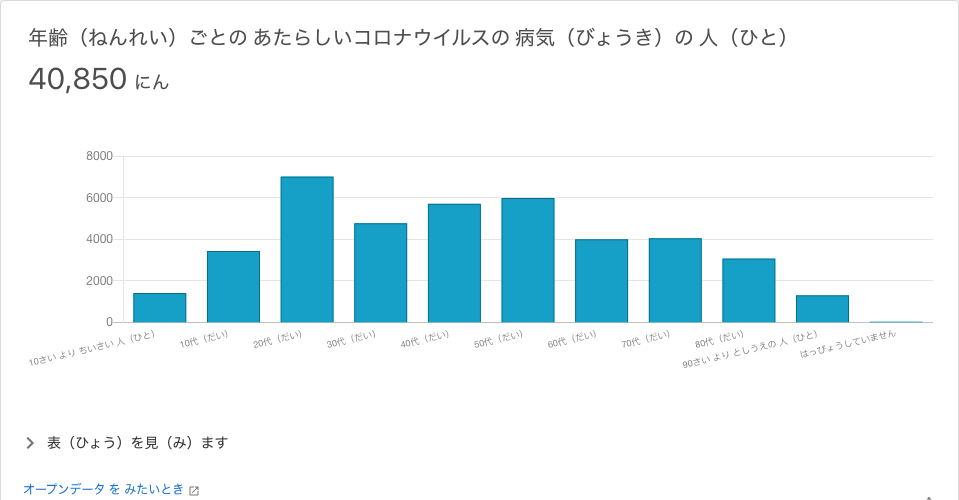 年齢（ねんれい）ごとの あたらしいコロナウイルスの 病気（びょうき）の 人（ひと）
40,850 にん
8000
6000
4000
2000
0
10さい より ちいさい 人（ひと）
10代（だい）
20代（だい）
30代（だい）
40代（だい）
50代（だい）
60代（だい）
70代（だい）
80代（だい）
90さい より としうえの 人（ひと）
はっぴょうしていません
表（ひょう）を見（み）ます
オープンデータ を みたいとき